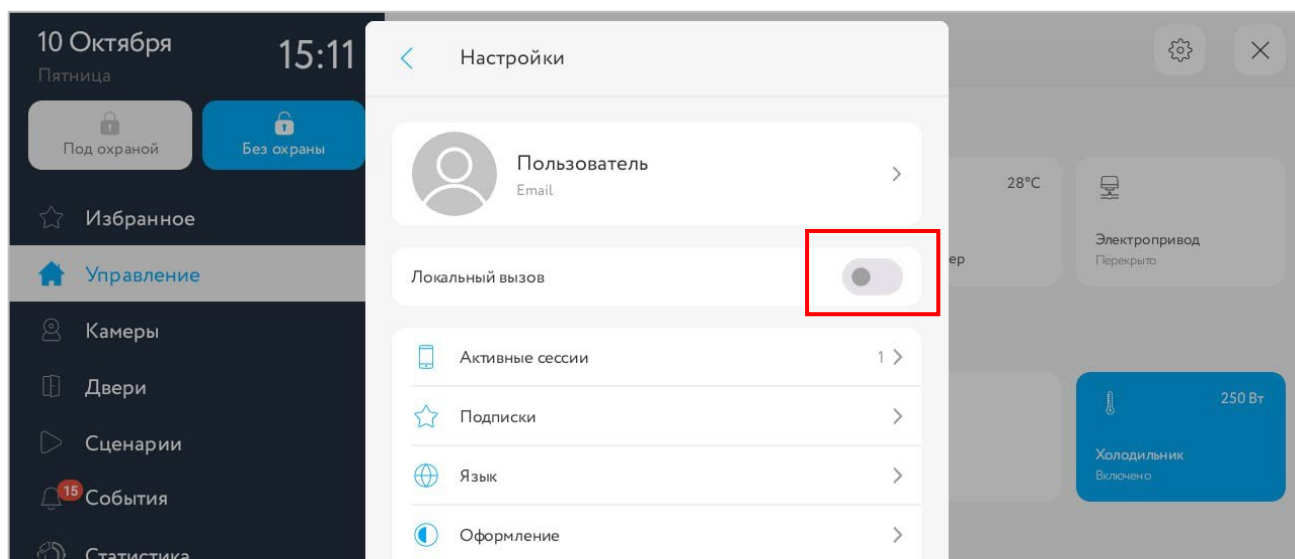 10 Октября
Пятница
15:11
Под охраной
Без охраны
Избранное
Управление
Камеры
Двери
Сценарии
15
События
Статистика
Настройки
Пользователь
Email
Локальный вызов
Активные сессии
1
Подписки
Язык
Оформление
28°C
ер
Электропривод
Перекрыто
250 Вт
Холодильник
Включено